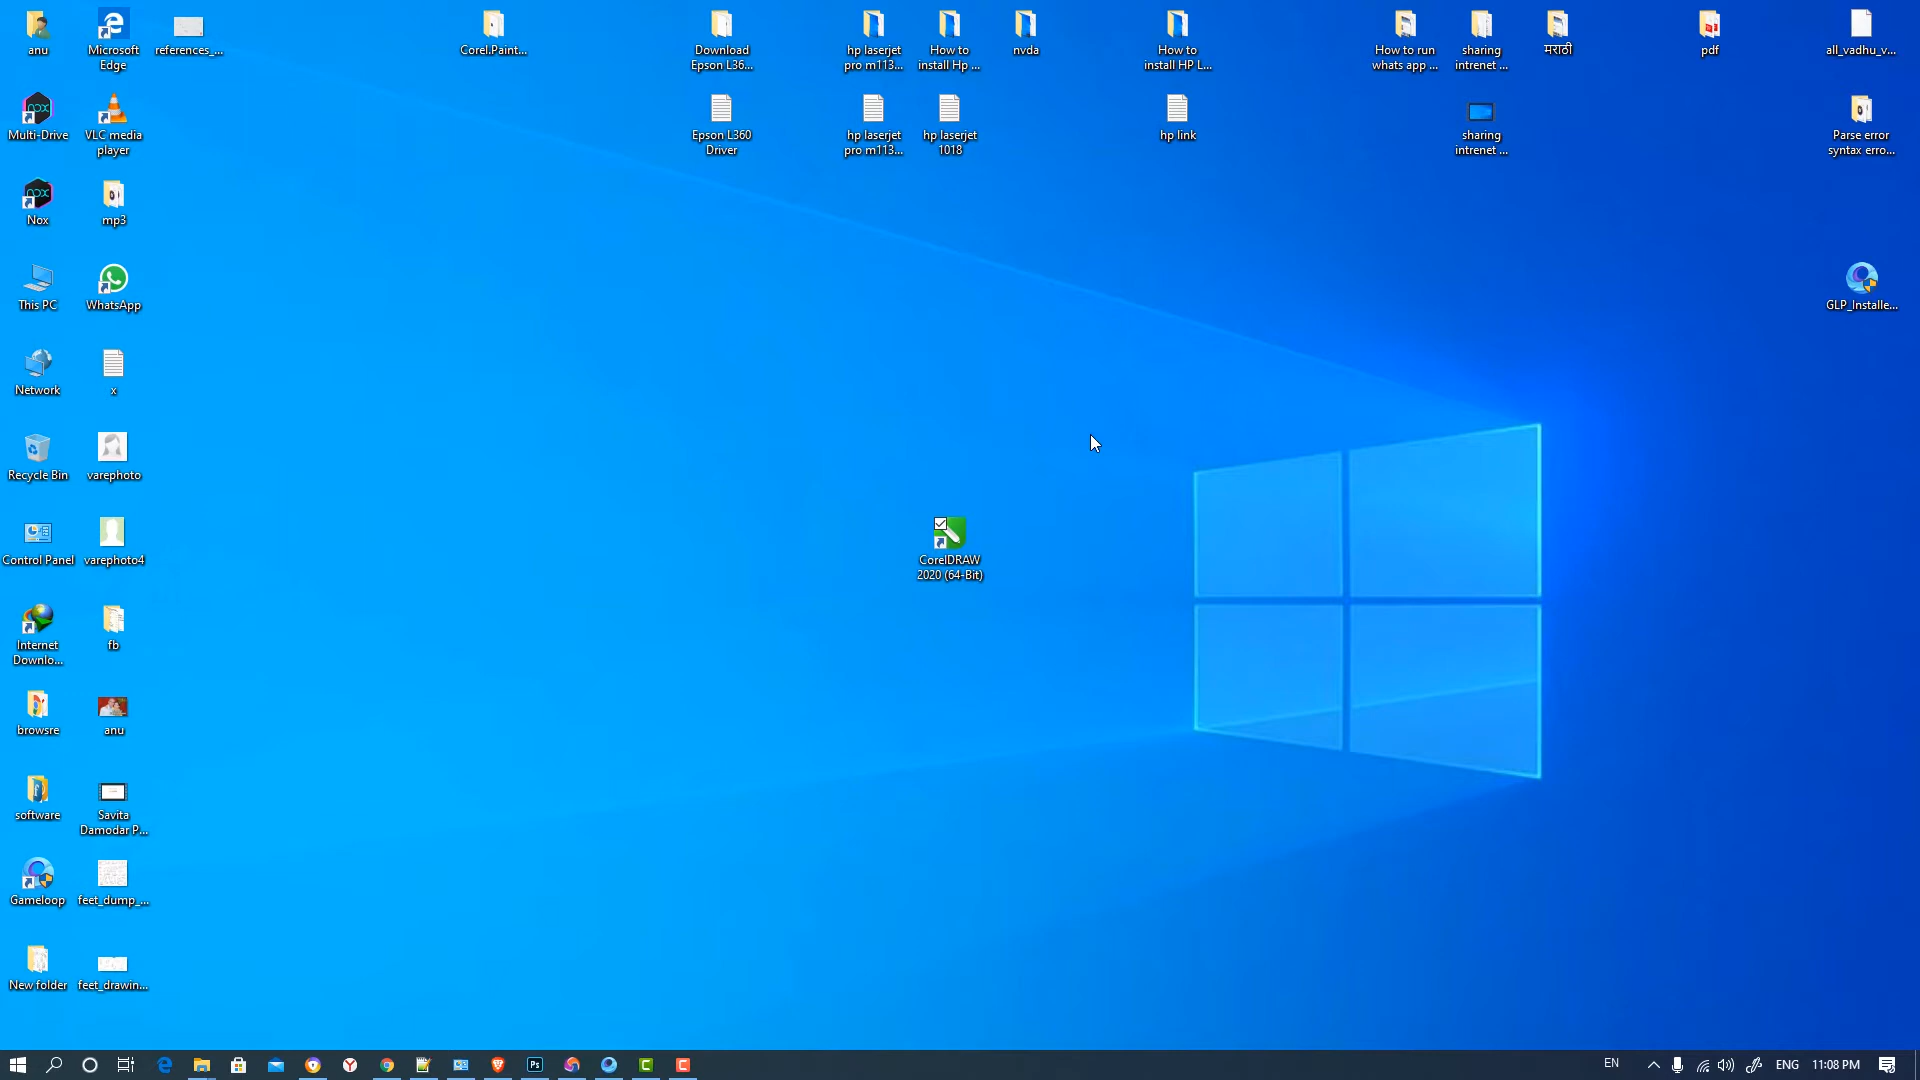 anu
Microsoft
Edge
references_...
Corel.Paint...
Download
Epson L36...
hp laserjet
pro m113...
How to
install Hp ...
nvda
How to
install HP L...
How to run
whats app ...
sharing
intrenet ...
मराठी
pdf
all_vadhu_v...
Multi-Drive
VLC media
player
Epson L360
Driver
hp laserjet
pro m113...
hp laserjet
1018
hp link
sharing
intrenet ...
Parse error
syntax erro...
Nox
mp3
This PC
WhatsApp
GLP_Installe...
Network
x
Recycle Bin
varephoto
Control Panel
varephoto4
CorelDRAW
2020 (64-Bit)
Internet
Downlo...
fb
browsre
anu
software
Savita
Damodar P...
Gameloop
feet_dump_...
New folder
feet_drawin...
Ps
EN
ENG
11:08 PM